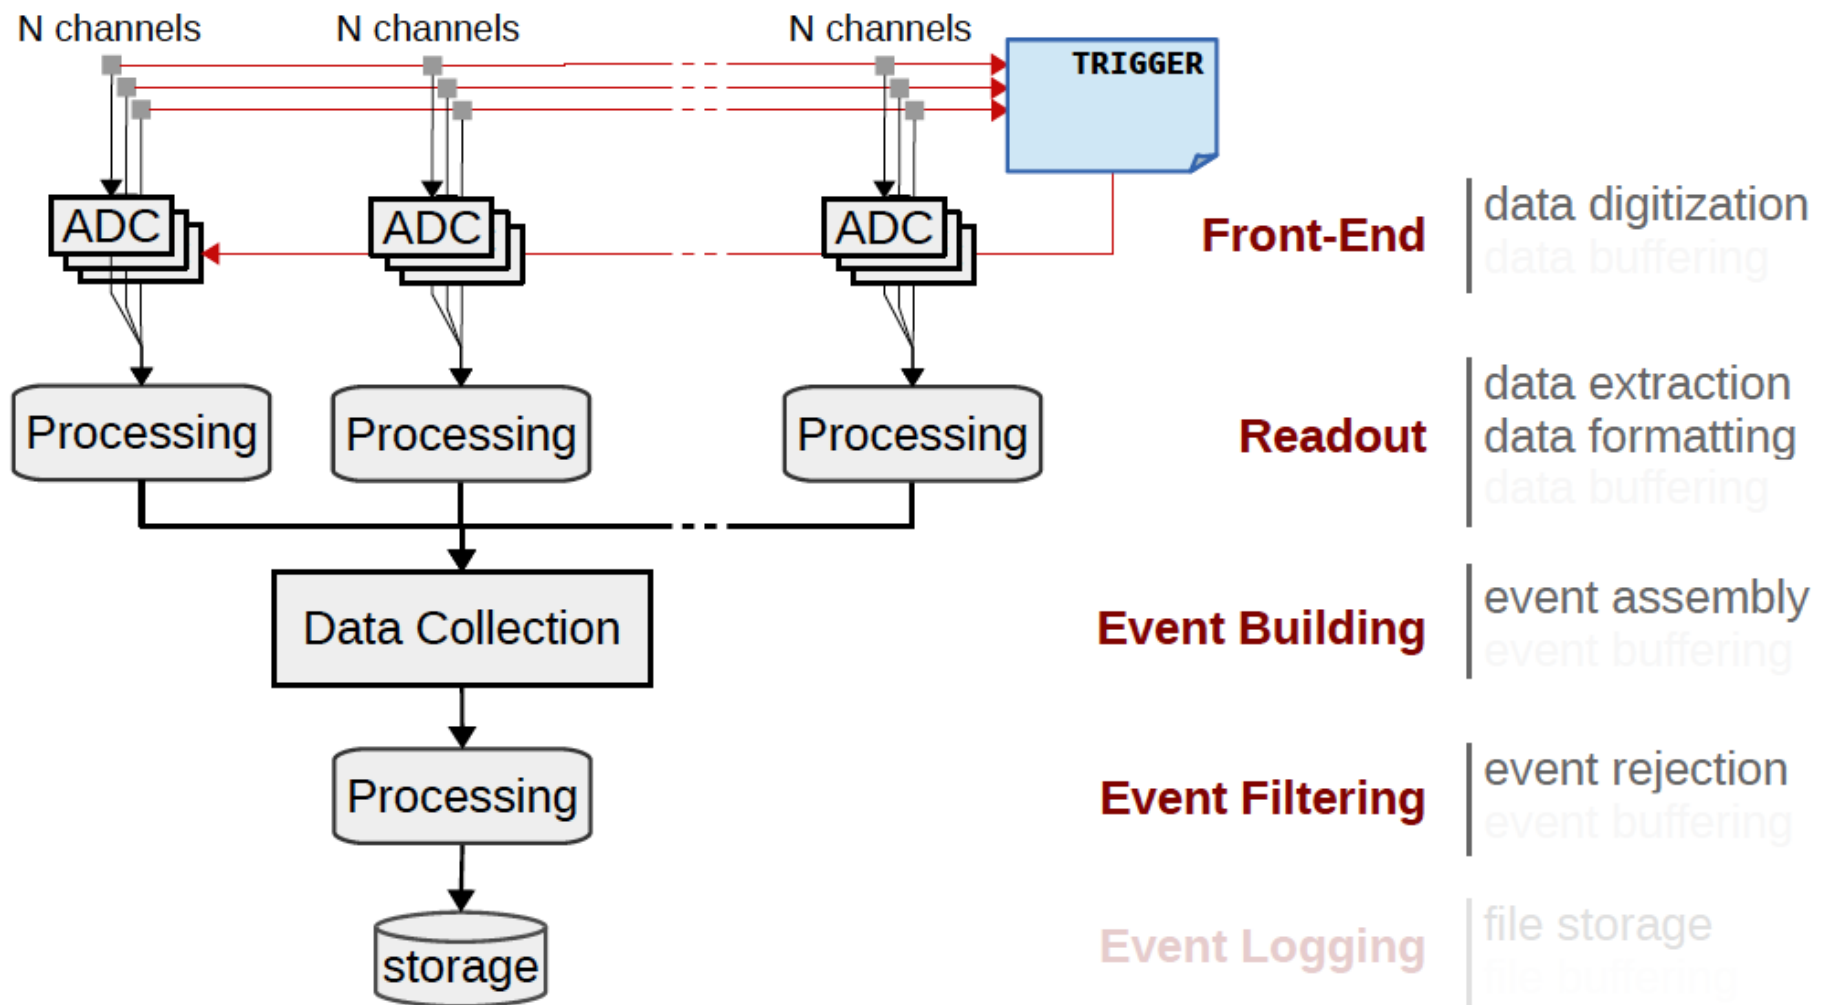 N channels
N channels
N channels
TRIGGER
ADC
ADC
ADC
Front-End
data digitization
data buffering
Processing
Processing
Processing
Readout
data extraction
data formatting
data buffering
Data Collection
Event Building
event assembly
event buffering
Processing
Event Filtering
event rejection
event buffering
storage
Event Logging
file storage
file buffering